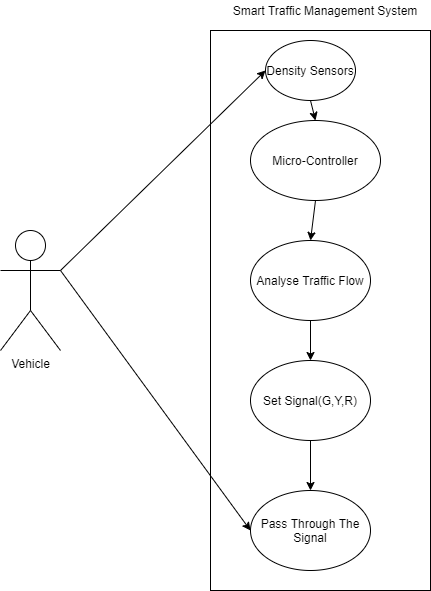 Smart Traffic Management System
Density Sensors
Micro-Controller
Analyse Traffic Flow
Set Signal(G,Y,R)
Pass Through The
Signal
Vehicle